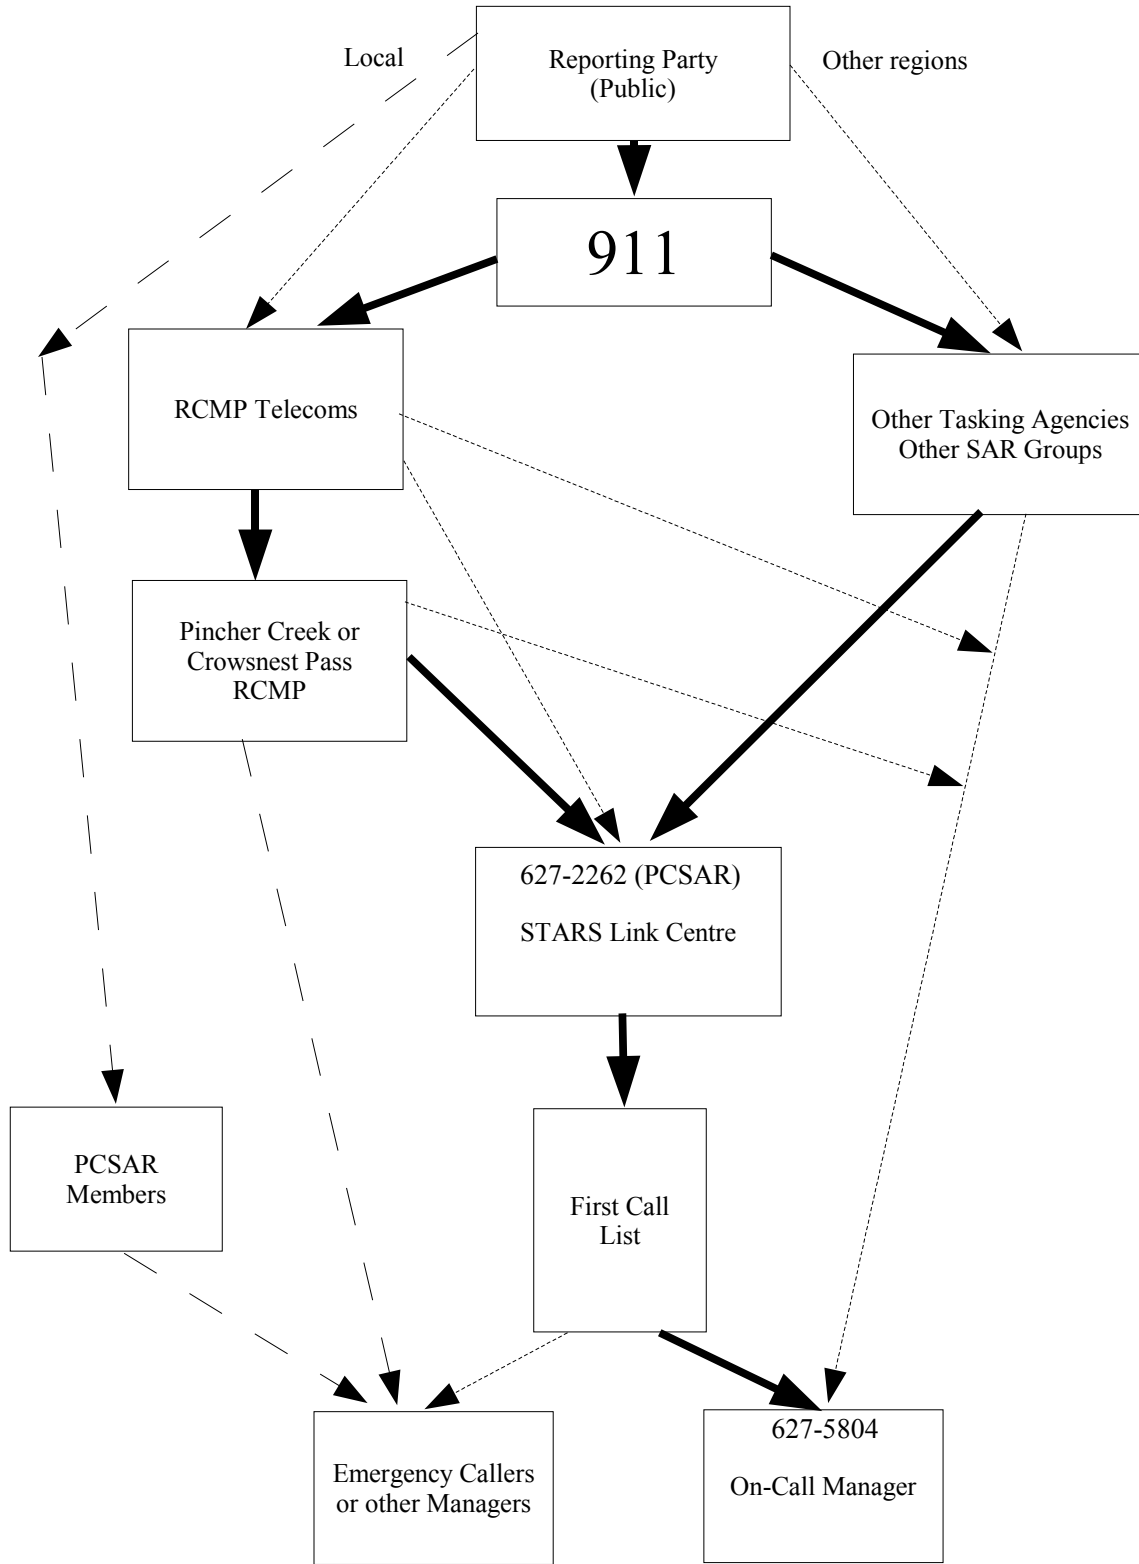 Local
Reporting Party
(Public)
Other regions
911
RCMP Telecoms
Other Tasking Agencies
Other SAR Groups
Pincher Creek or
Crowsnest Pass
RCMP
627-2262 (PCSAR)
STARS Link Centre
PCSAR
Members
First Call
List
Emergency Callers
or other Managers
627-5804
On-Call Manager